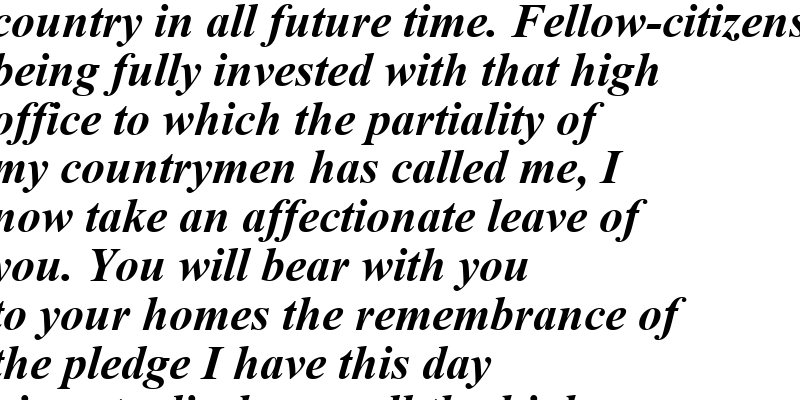 country in all future time. Fellow-citizens
being fully invested with that high
office to which the partiality of
my countrymen has called me, I
now take an affectionate leave of
you. You will bear with you
to your homes the remembrance of
the pledge I have this day